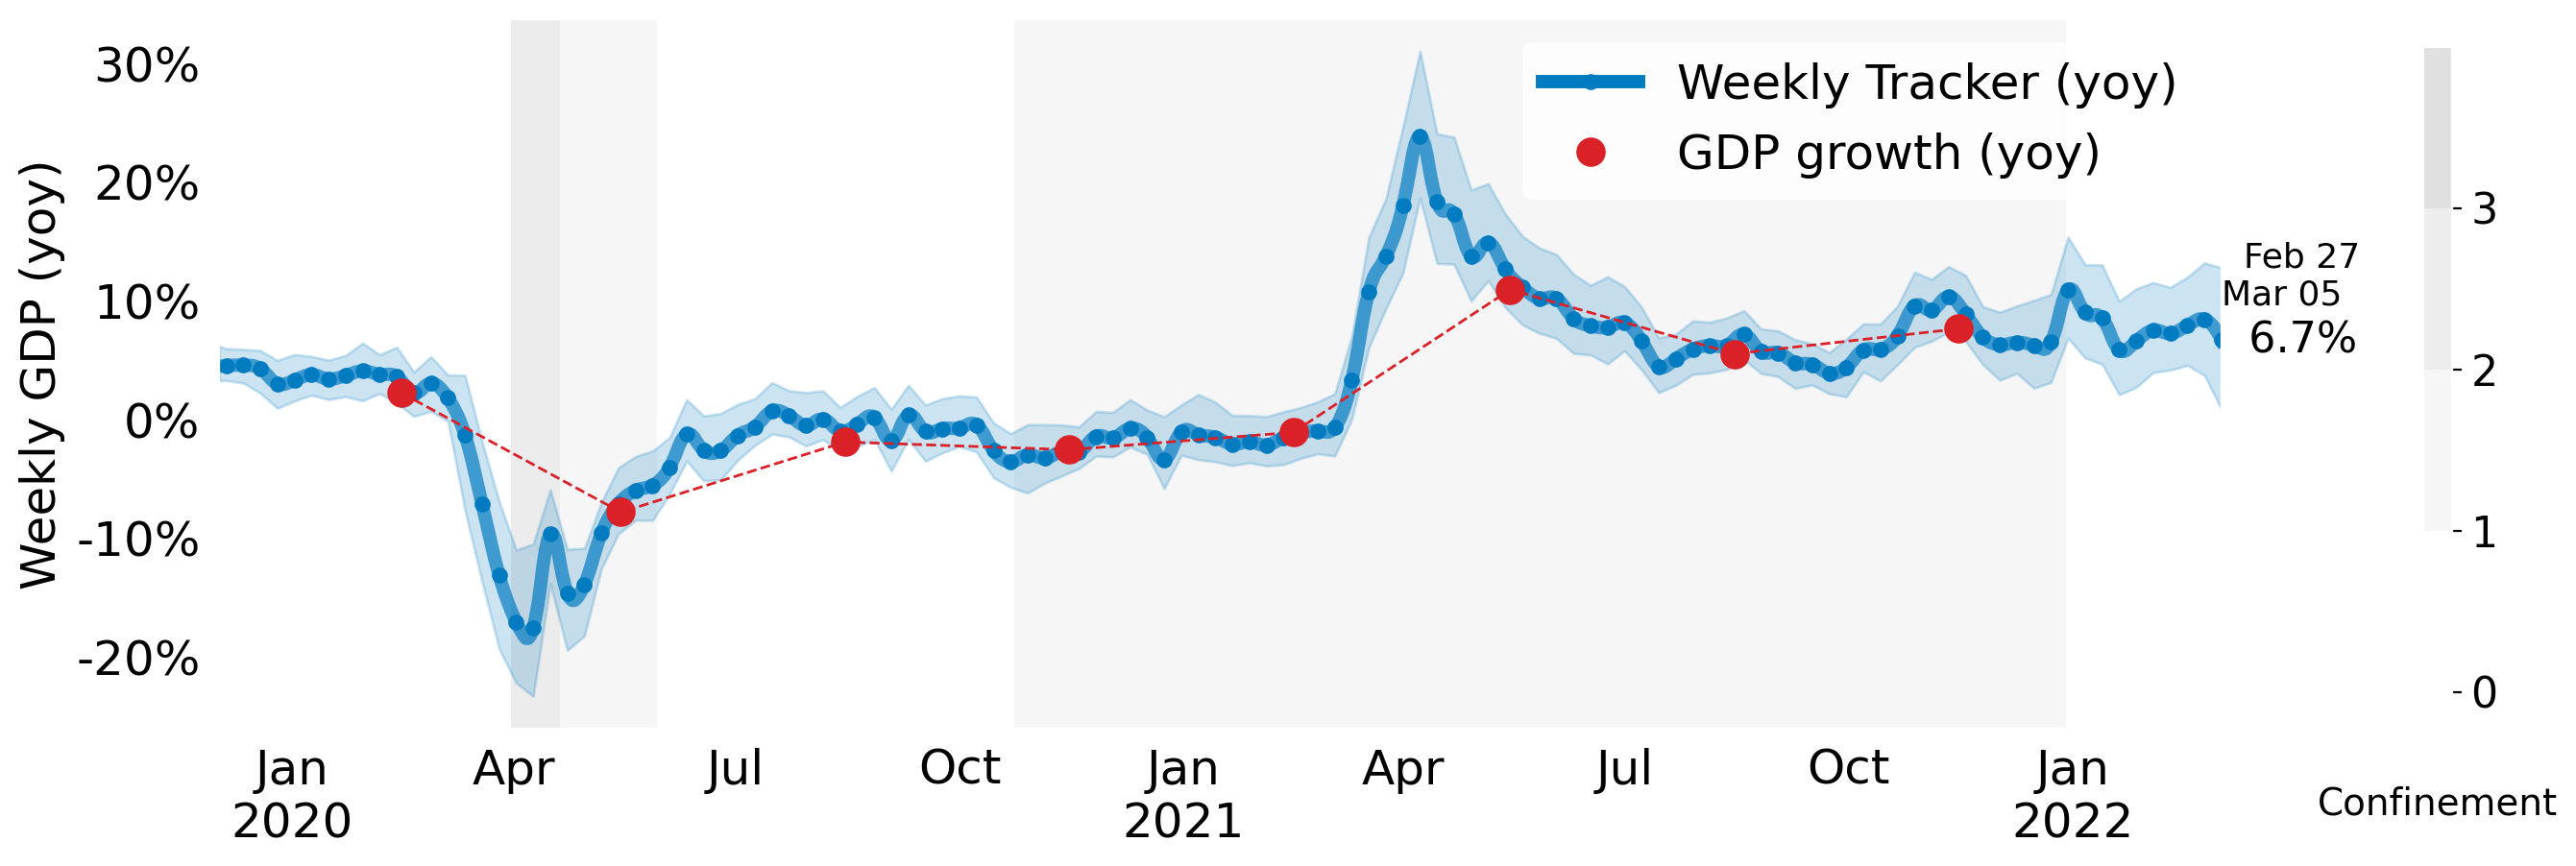 Weekly GDP (yoy)
30%
20%
10%
0%
-10%
-20%
Weekly Tracker (yoy)
GDP growth (yoy)
Feb 27
Mar 05
6.7%
3
2
1
0
Jan Apr Jul Oct Jan Apr Jul Oct Jan
2020 2021 2022
Confinement